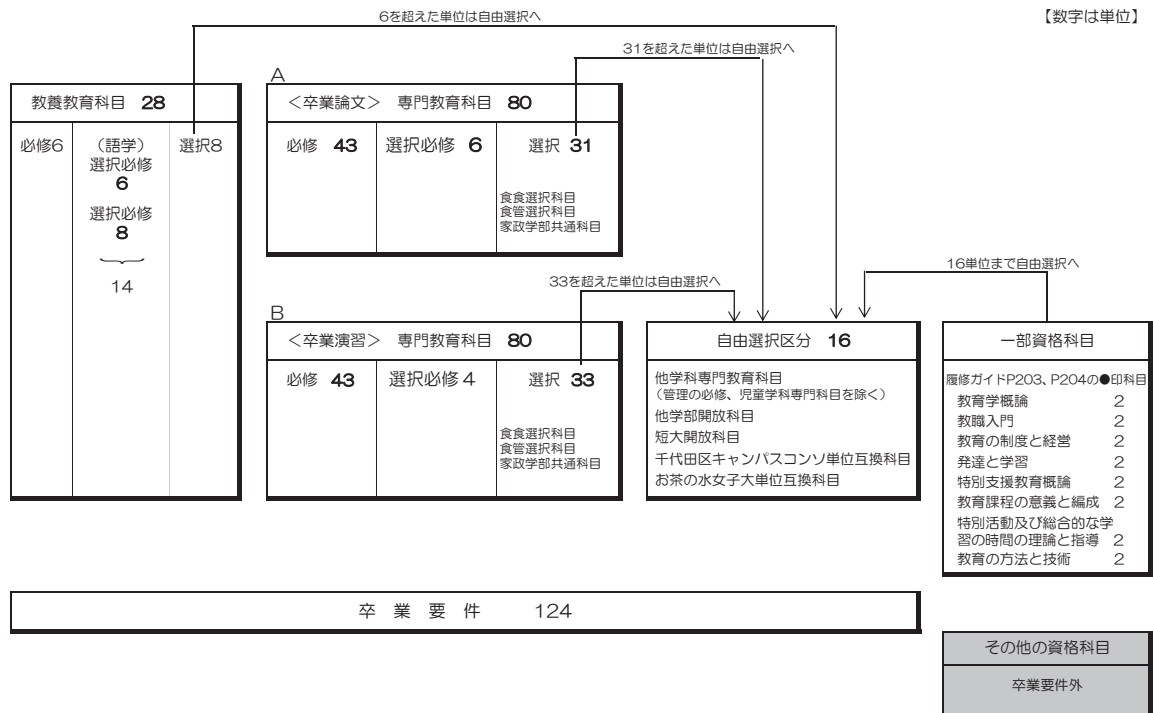 6を超えた単位は自由選択へ
【数字は単位】
31を超えた単位は自由選択へ
教養教育科目 28
必修6
(語学)
選択必修
6
選択必修
8
14
選択8
A
<卒業論文> 専門教育科目 80
必修 43
選択必修 6
選択 31
食食選択科目
食管選択科目
家政学部共通科目
33を超えた単位は自由選択へ
16単位まで自由選択へ
B
<卒業演習> 専門教育科目 80
必修 43
選択必修 4
選択 33
食食選択科目
食管選択科目
家政学部共通科目
自由選択区分 16
他学科専門教育科目
(管理の必修、児童学科専門科目を除く)
他学部開放科目
短大開放科目
千代田区キャンパスコンソ単位互換科目
お茶の水女子大単位互換科目
一部資格科目
履修ガイドP203、P204の●印科目
教育学概論 2
教職入門 2
教育の制度と経営 2
発達と学習 2
特別支援教育概論 2
教育課程の意義と編成 2
特別活動及び総合的な学
習の時間の理論と指導 2
教育の方法と技術 2
卒業要件 124
その他の資格科目
卒業要件外